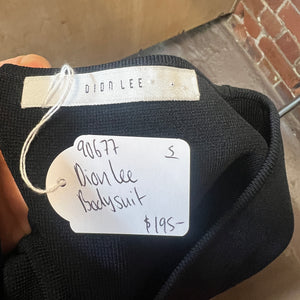 DION LEE
90677 S
Dion Lee
Bodysuit
$195-